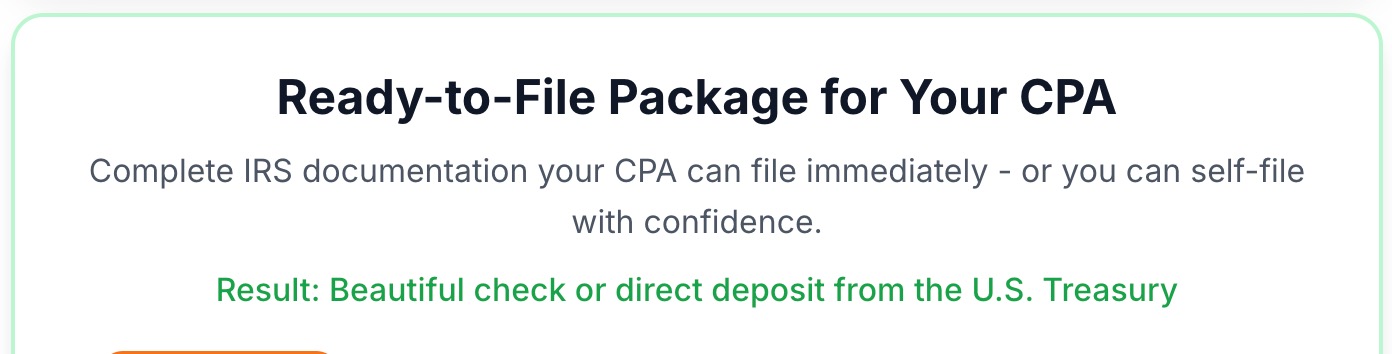 Ready-to-File Package for Your CPA
Complete IRS documentation your CPA can file immediately - or you can self-file
with confidence.
Result: Beautiful check or direct deposit from the U.S. Treasury